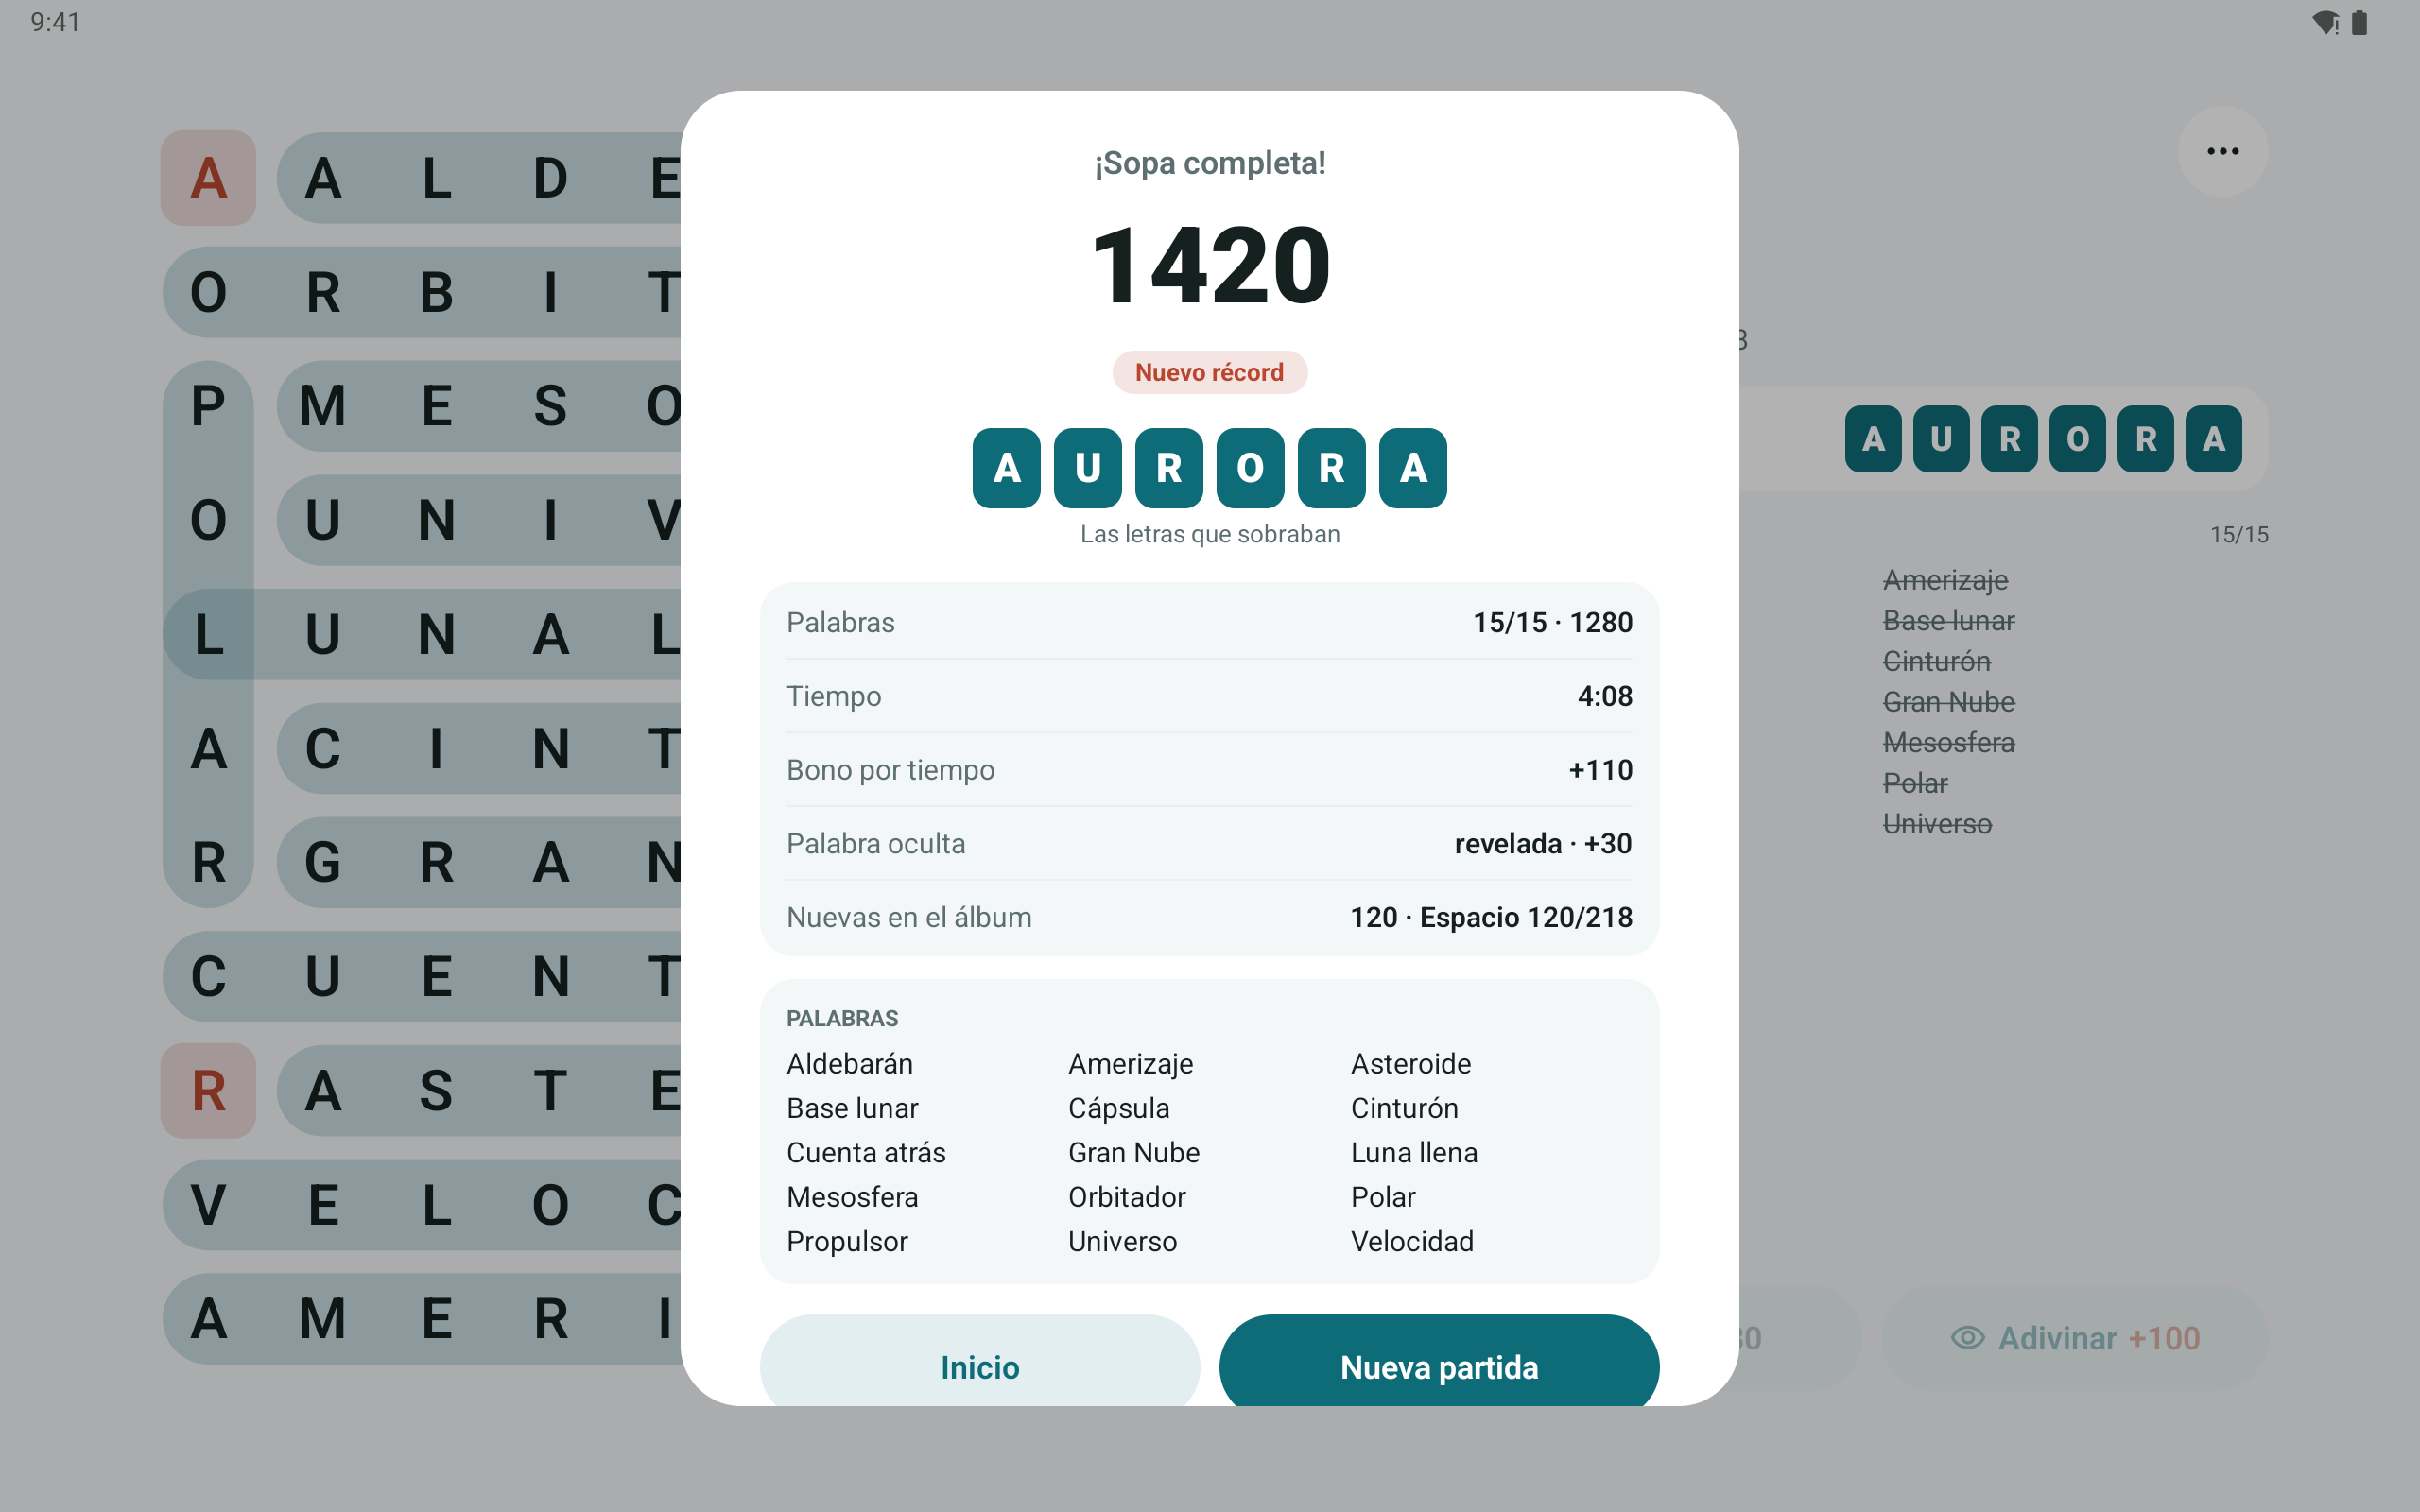 9:41
A A L D E
O R B I T
P M E S O
O U N I V
L U N A L
A C I N T
R G R A N
C U E N T
R A S T E
V E L O C
A M E R I
¡Sopa completa!
1420
Nuevo récord
A U R O R A
Las letras que sobraban
Palabras 15/15 · 1280
Tiempo 4:08
Bono por tiempo +110
Palabra oculta revelada · +30
Nuevas en el álbum 120 · Espacio 120/218
PALABRAS
Aldebarán Amerizaje Asteroide
Base lunar Cápsula Cinturón
Cuenta atrás Gran Nube Luna llena
Mesosfera Orbitador Polar
Propulsor Universo Velocidad
Inicio Nueva partida
A U R O R A
15/15
Amerizaje
Base lunar
Cinturón
Gran Nube
Mesosfera
Polar
Universo
Adivinar +100